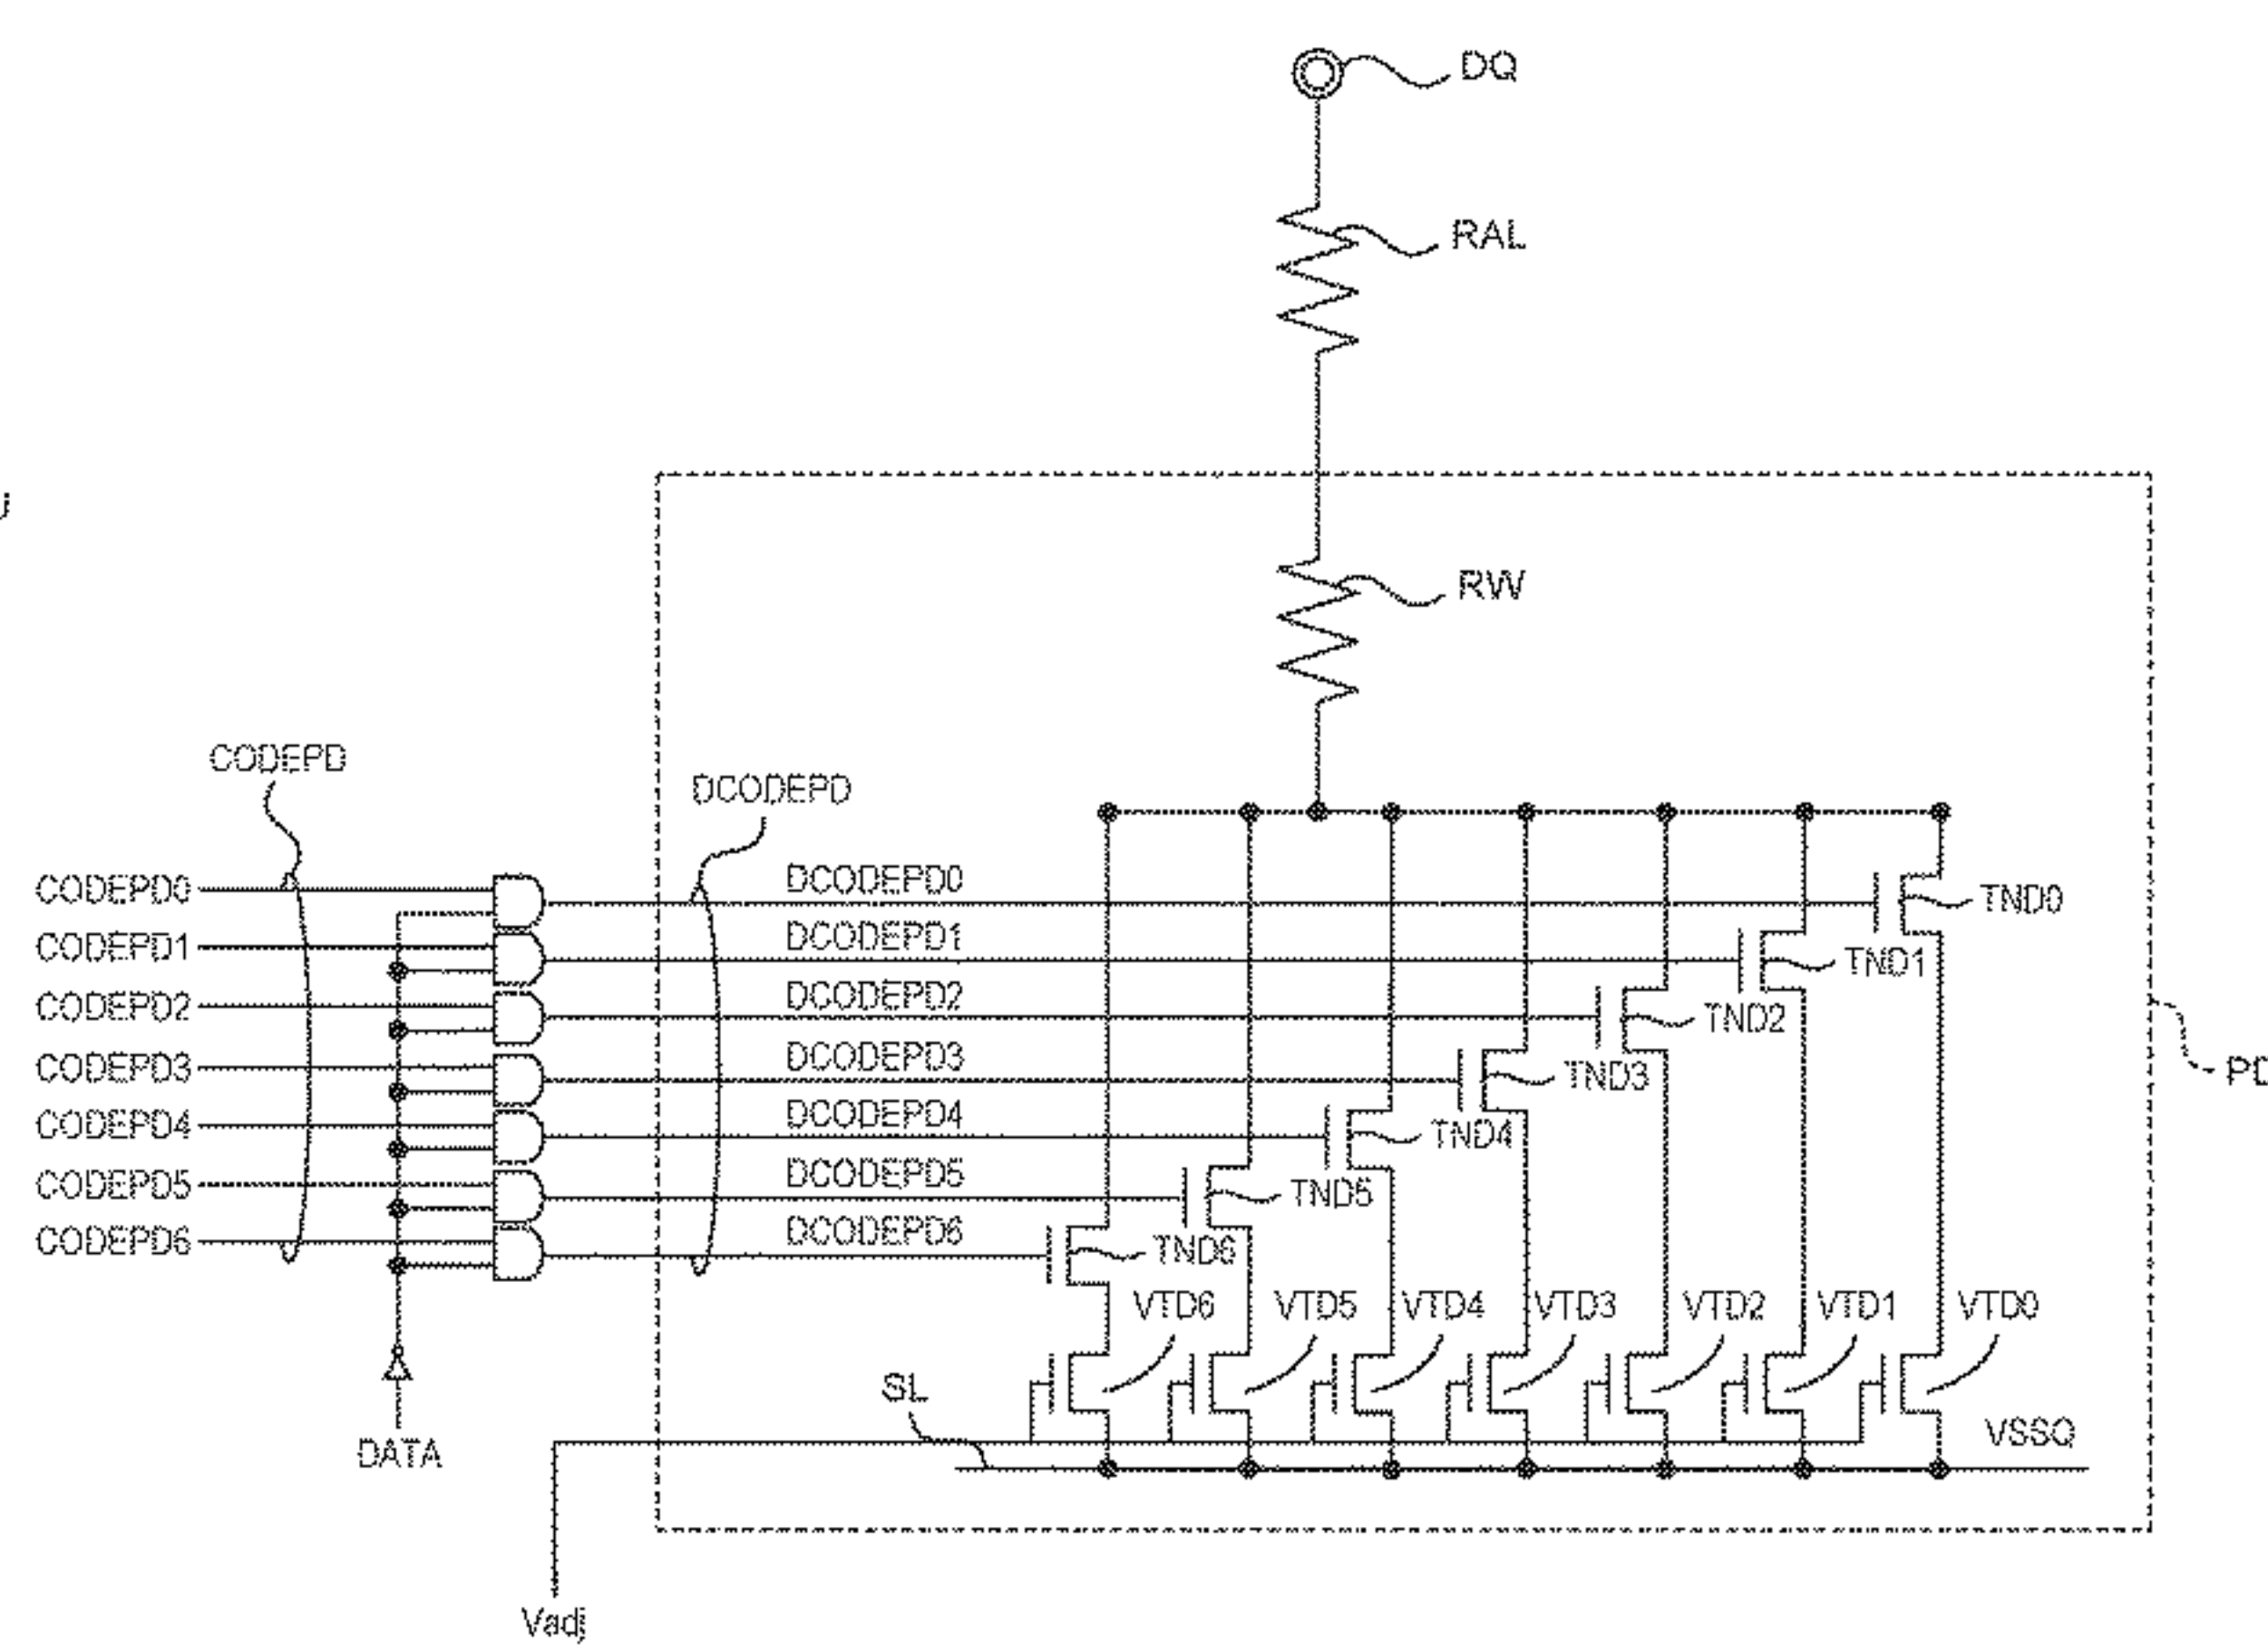 DQ
RAL
RW
CODEPD
DCODEPD
CODEPD0
DCODEPD0
TND0
CODEPD1
DCODEPD1
TND1
CODEPD2
DCODEPD2
TND2
CODEPD3
DCODEPD3
TND3
PD
CODEPD4
DCODEPD4
TND4
CODEPD5
DCODEPD5
TND5
CODEPD6
DCODEPD6
TND6
VTD6 VTD5 VTD4 VTD3 VTD2 VTD1 VTD0
SL
VSSQ
DATA
Vadj